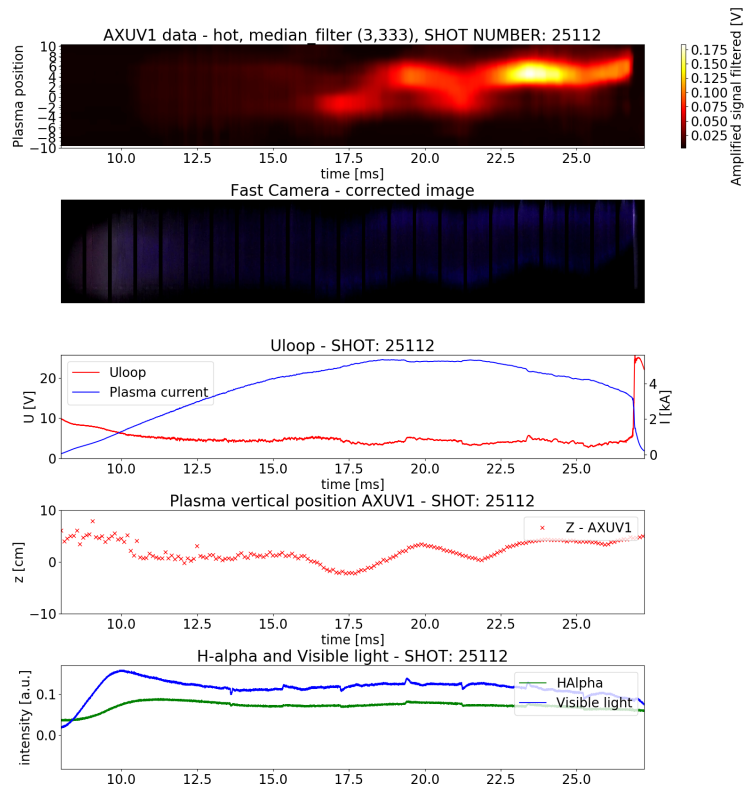 AXUV1 data - hot, median_filter (3,333), SHOT NUMBER: 25112
Plasma position
10
8
6
4
2
0
−2
−4
−6
−8
−10
10.0 12.5 15.0 17.5 20.0 22.5 25.0
time [ms]
0.175
0.150
0.125
0.100
0.075
0.050
0.025
Amplified signal filtered [V]
Fast Camera - corrected image
Uloop - SHOT: 25112
U [V]
20
10
0
Uloop
Plasma current
4
2
0
I [kA]
10.0 12.5 15.0 17.5 20.0 22.5 25.0
time [ms]
Plasma vertical position AXUV1 - SHOT: 25112
z [cm]
10
0
−10
Z - AXUV1
10.0 12.5 15.0 17.5 20.0 22.5 25.0
time [ms]
H-alpha and Visible light - SHOT: 25112
intensity [a.u.]
0.1
0.0
HAlpha
Visible light
10.0 12.5 15.0 17.5 20.0 22.5 25.0